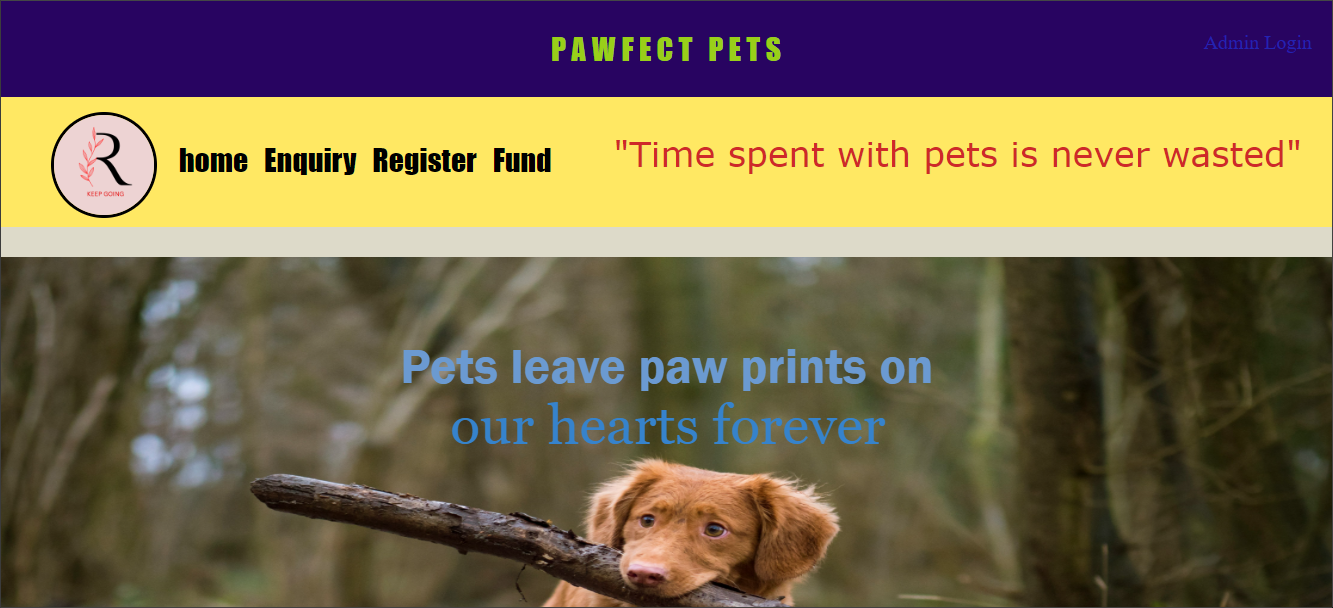 PAWFECT PETS
Admin Login
R
KEEP GOING
home Enquiry Register Fund
"Time spent with pets is never wasted"
Pets leave paw prints on
our hearts forever